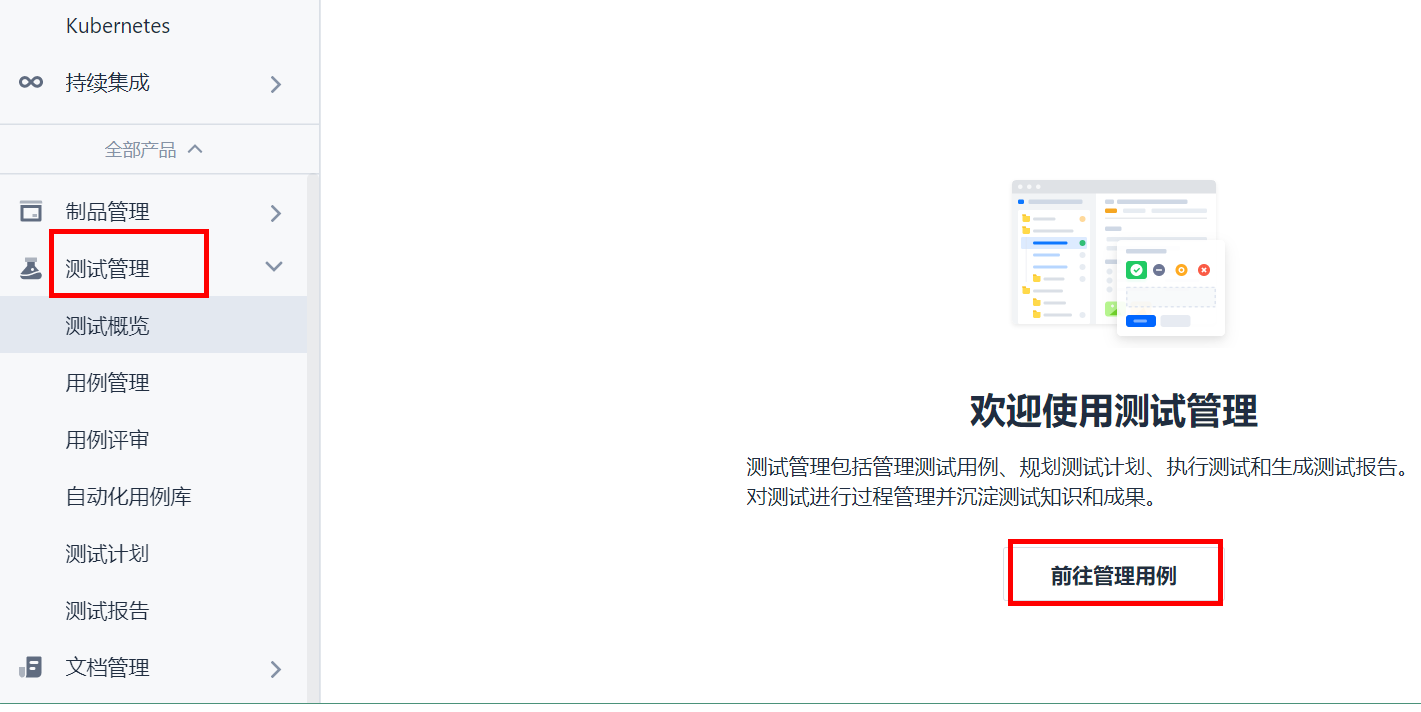 Kubernetes
持续集成
全部产品
制品管理
测试管理
测试概览
用例管理
用例评审
自动化用例库
测试计划
测试报告
文档管理
欢迎使用测试管理
测试管理包括管理测试用例、规划测试计划、执行测试和生成测试报告。
对测试进行过程管理并沉淀测试知识和成果。
前往管理用例